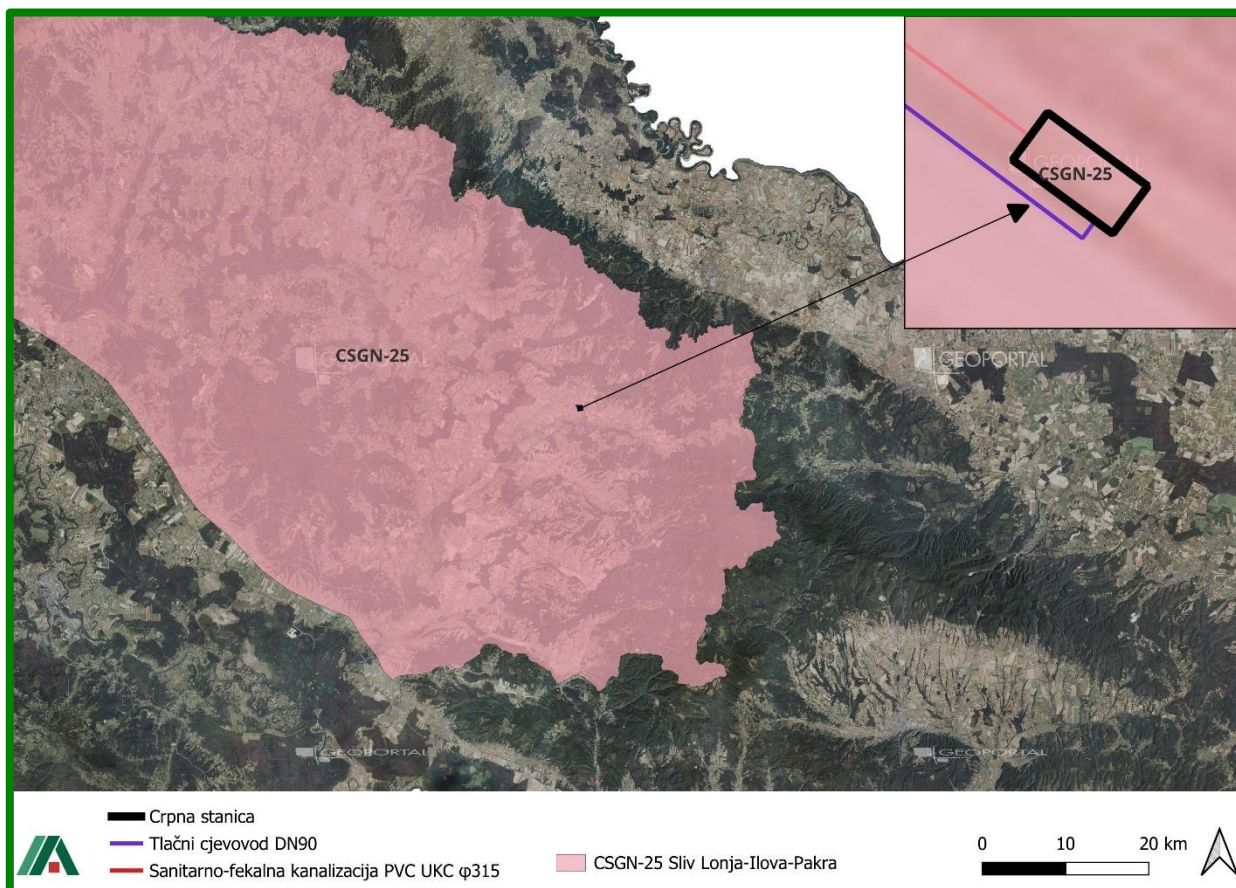 GEOPORTAL
CSGN-25
CSGN-25
GEOPORTAL
GEOPORTAL
GEOPORTAL
Crpna stanica
Tlačni cjevovod DN90
Sanitarno-fekalna kanalizacija PVC UKC φ315
CSGN-25 Sliv Lonja-Ilova-Pakra
0 10 20 km